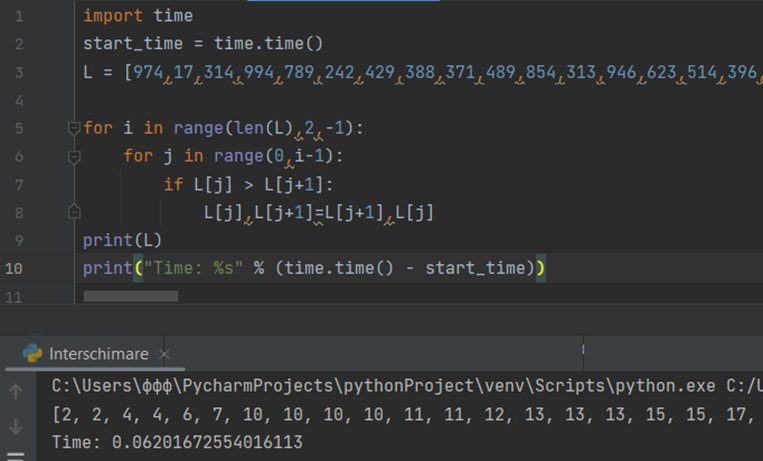 1 import time
2 start_time = time.time()
3 L = [974,17,314,994,789,242,429,388,371,489,854,313,946,623,514,396,
4
5 for i in range(len(L),2,-1):
6 for j in range(0,i-1):
7 if L[j] > L[j+1]:
8 L[j],L[j+1]=L[j+1],L[j]
9 print(L)
10 print("Time: %s" % (time.time() - start_time))
11
Interschimare ×
C:\Users\ффф\PycharmProjects\pythonProject\venv\Scripts\python.exe C:/U
[2, 2, 4, 4, 6, 7, 10, 10, 10, 10, 11, 11, 12, 13, 13, 13, 15, 15, 17,
Time: 0.06201672554016113